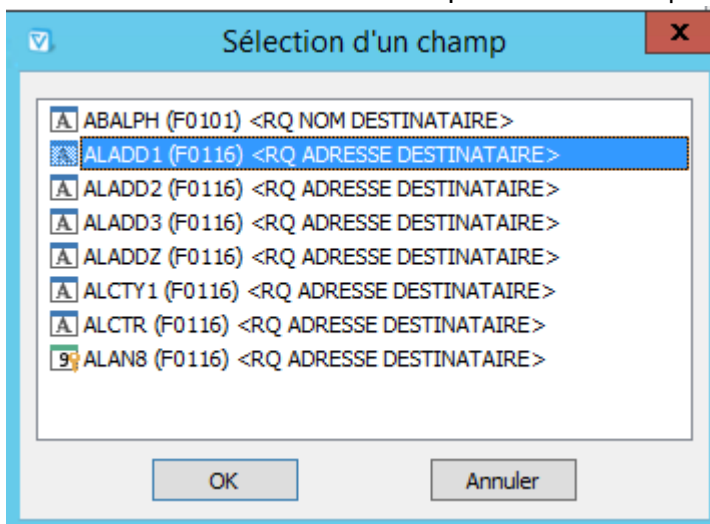 Sélection d'un champ
x
ABALPH (F0101) <RQ NOM DESTINATAIRE>
ALADD1 (F0116) <RQ ADRESSE DESTINATAIRE>
ALADD2 (F0116) <RQ ADRESSE DESTINATAIRE>
ALADD3 (F0116) <RQ ADRESSE DESTINATAIRE>
ALADDZ (F0116) <RQ ADRESSE DESTINATAIRE>
ALCTY1 (F0116) <RQ ADRESSE DESTINATAIRE>
ALCTR (F0116) <RQ ADRESSE DESTINATAIRE>
ALAN8 (F0116) <RQ ADRESSE DESTINATAIRE>
OK Annuler